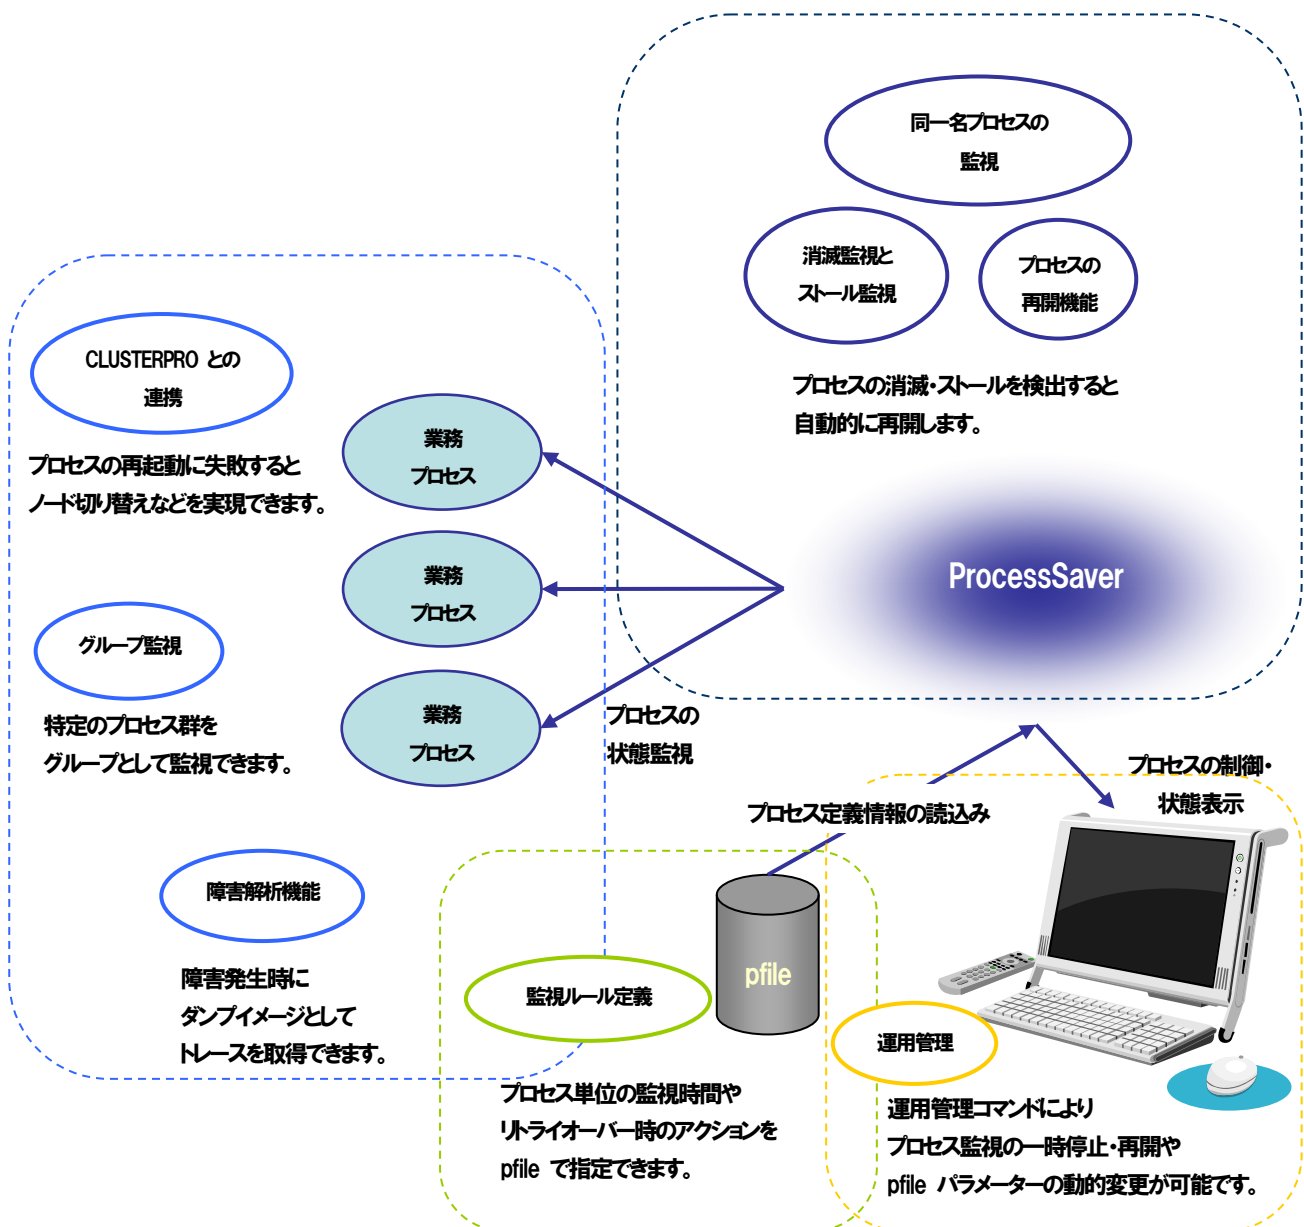 同一名プロセスの
監視
消滅監視と
ストール監視
プロセスの
再開機能
プロセスの消滅・ストールを検出すると
自動的に再開します。
ProcessSaver
CLUSTERPRO との
連携
プロセスの再起動に失敗すると
ノード切り替えなどを実現できます。
業務
プロセス
業務
プロセス
業務
プロセス
グループ監視
特定のプロセス群を
グループとして監視できます。
プロセスの
状態監視
プロセスの制御・
状態表示
プロセス定義情報の読込み
障害解析機能
障害発生時に
ダンプイメージとして
トレースを取得できます。
pfile
監視ルール定義
プロセス単位の監視時間や
リトライオーバー時のアクションを
pfile で指定できます。
運用管理
運用管理コマンドにより
プロセス監視の一時停止・再開や
pfile パラメーターの動的変更が可能です。